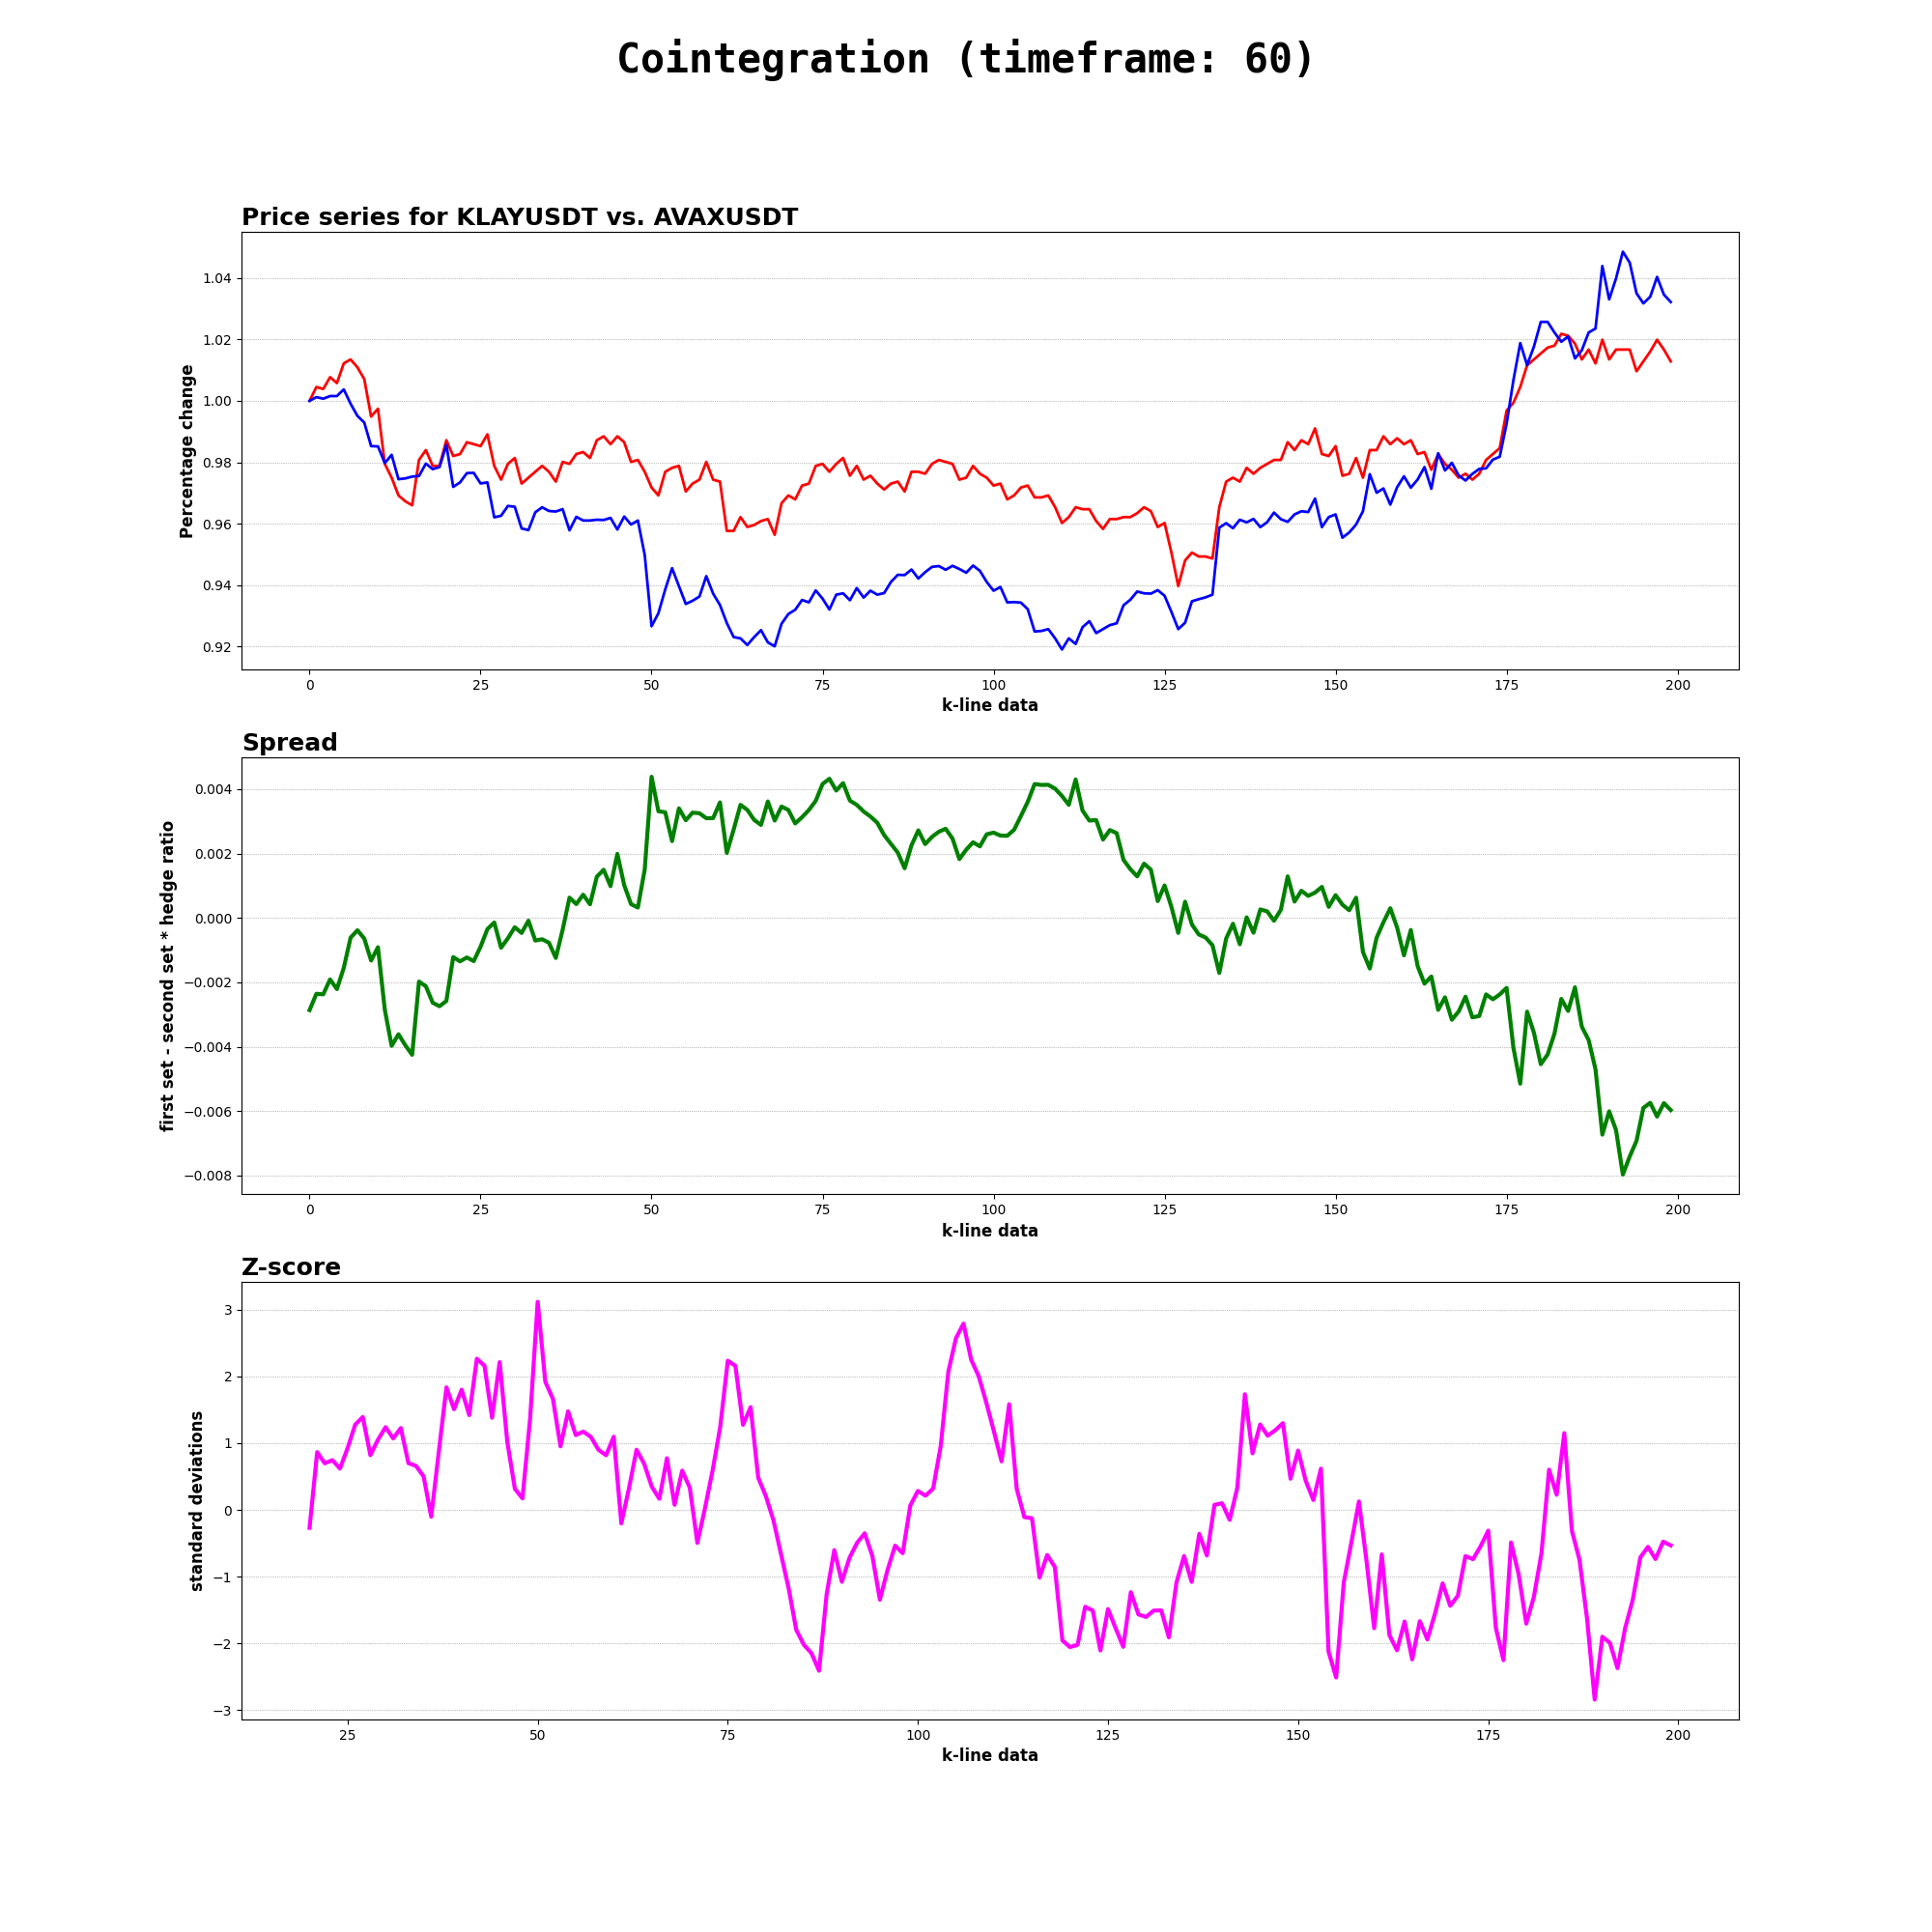 Cointegration (timeframe: 60)
Price series for KLAYUSDT vs. AVAXUSDT
Percentage change
1.04
1.02
1.00
0.98
0.96
0.94
0.92
0 25 50 75 100 125 150 175 200
k-line data
Spread
first set - second set * hedge ratio
0.004
0.002
0.000
−0.002
−0.004
−0.006
−0.008
0 25 50 75 100 125 150 175 200
k-line data
Z-score
standard deviations
3
2
1
0
−1
−2
−3
25 50 75 100 125 150 175 200
k-line data